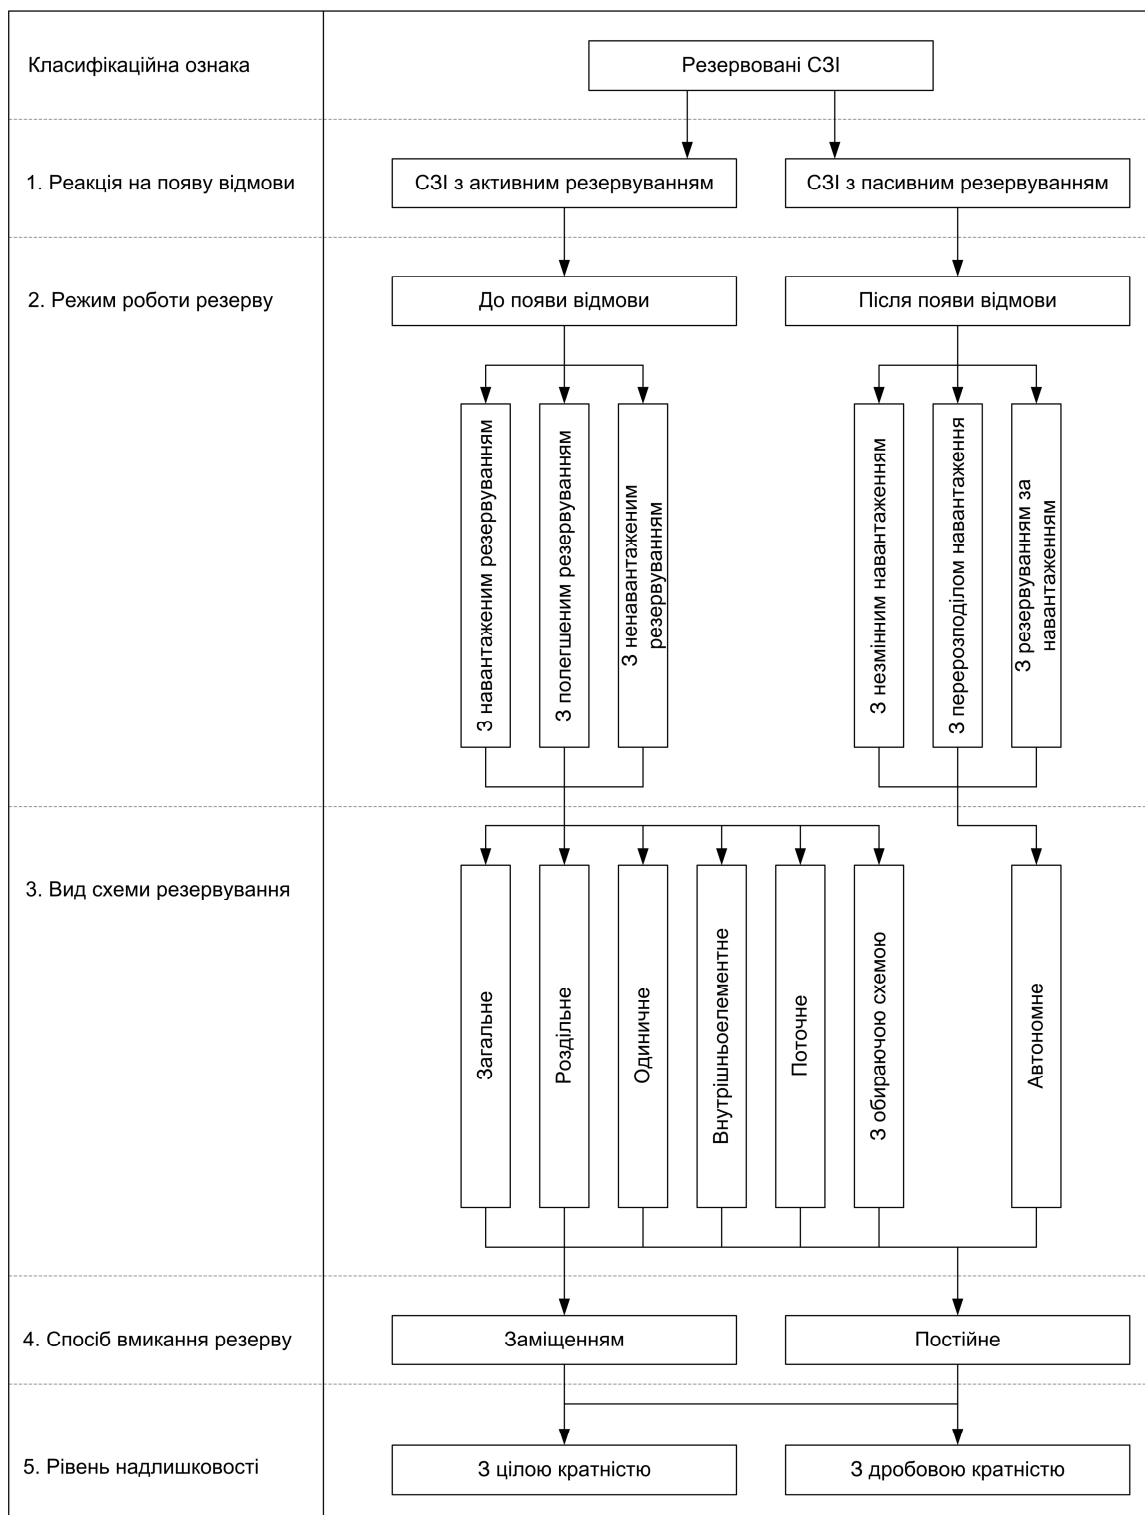 Класифікаційна ознака
Резервовані СЗІ
1. Реакція на появу відмови
СЗІ з активним резервуванням
СЗІ з пасивним резервуванням
2. Режим роботи резерву
До появи відмови
Після появи відмови
З навантаженим резервуванням
З полегшеним резервуванням
З ненавантаженим
резервуванням
З незмінним навантаженням
З перерозподілом навантаження
З резервуванням за
навантаженням
3. Вид схеми резервування
Загальне
Роздільне
Одиничне
Внутрішньоелементне
Поточне
З обираючою схемою
Автономне
4. Спосіб вмикання резерву
Заміщенням
Постійне
5. Рівень надлишковості
З цілою кратністю
З дробовою кратністю